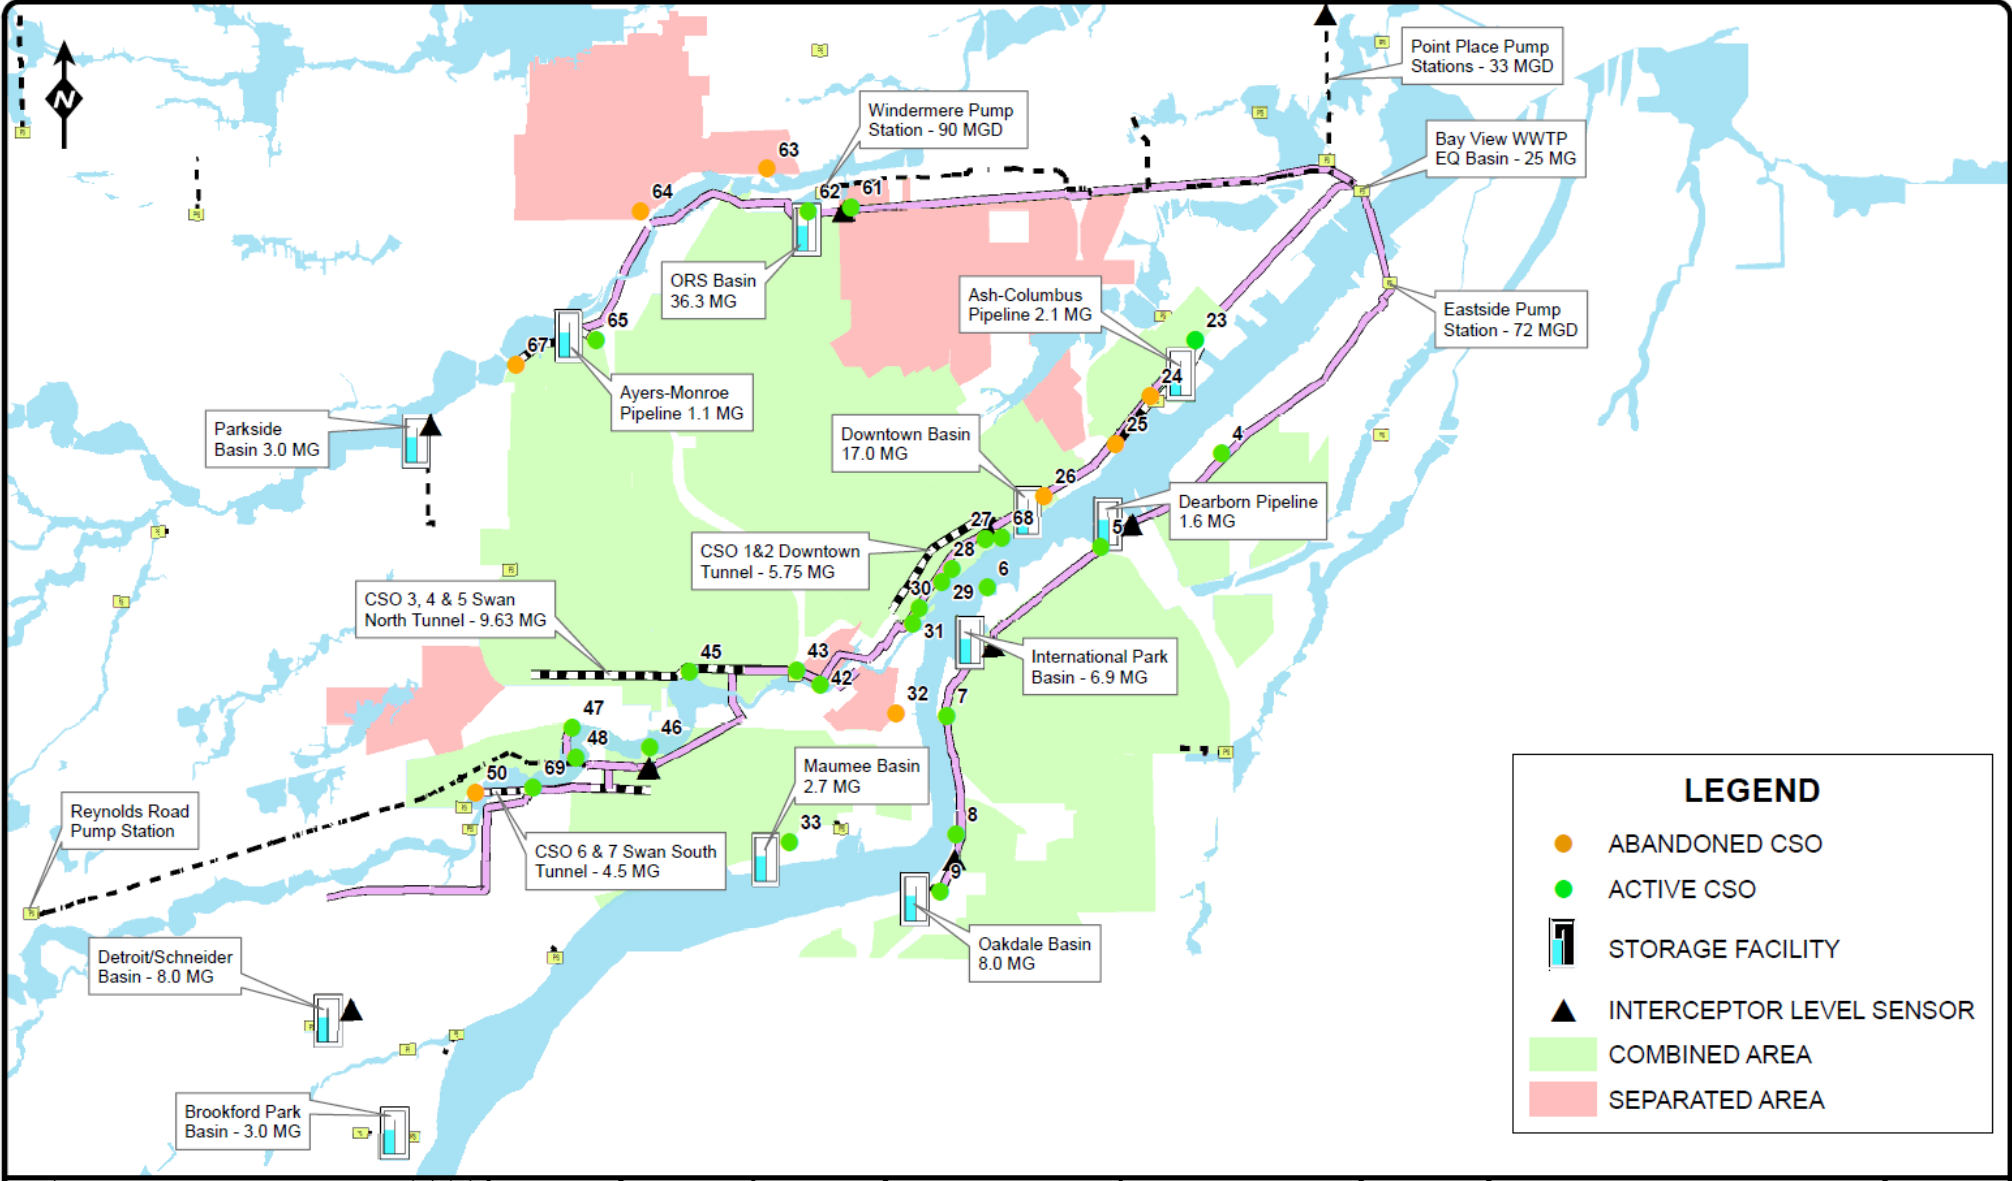 Point Place Pump
Stations - 33 MGD
Windermere Pump
Station - 90 MGD
Bay View WWTP
EQ Basin - 25 MG
N
63
64
62
61
ORS Basin
36.3 MG
Ash-Columbus
Pipeline 2.1 MG
Eastside Pump
Station - 72 MGD
23
65
67
24
Ayers-Monroe
Pipeline 1.1 MG
Parkside
Basin 3.0 MG
Downtown Basin
17.0 MG
25
4
26
Dearborn Pipeline
1.6 MG
27
68
5
CSO 1&2 Downtown
Tunnel - 5.75 MG
28
6
30
29
CSO 3, 4 & 5 Swan
North Tunnel - 9.63 MG
31
45
43
International Park
Basin - 6.9 MG
42
32
7
47
46
48
Maumee Basin
2.7 MG
50
69
Reynolds Road
Pump Station
33
8
CSO 6 & 7 Swan South
Tunnel - 4.5 MG
9
Detroit/Schneider
Basin - 8.0 MG
Oakdale Basin
8.0 MG
Brookford Park
Basin - 3.0 MG
LEGEND
ABANDONED CSO
ACTIVE CSO
STORAGE FACILITY
INTERCEPTOR LEVEL SENSOR
COMBINED AREA
SEPARATED AREA